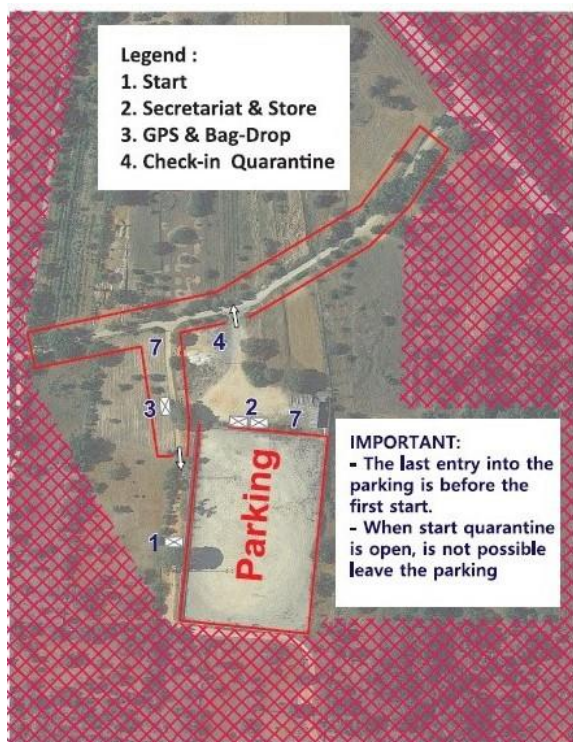 Legend :
1. Start
2. Secretariat & Store
3. GPS & Bag-Drop
4. Check-in Quarantine
7
4
3
2
7
1
Parking
IMPORTANT:
- The last entry into the
parking is before the
first start.
- When start quarantine
is open, is not possible
leave the parking